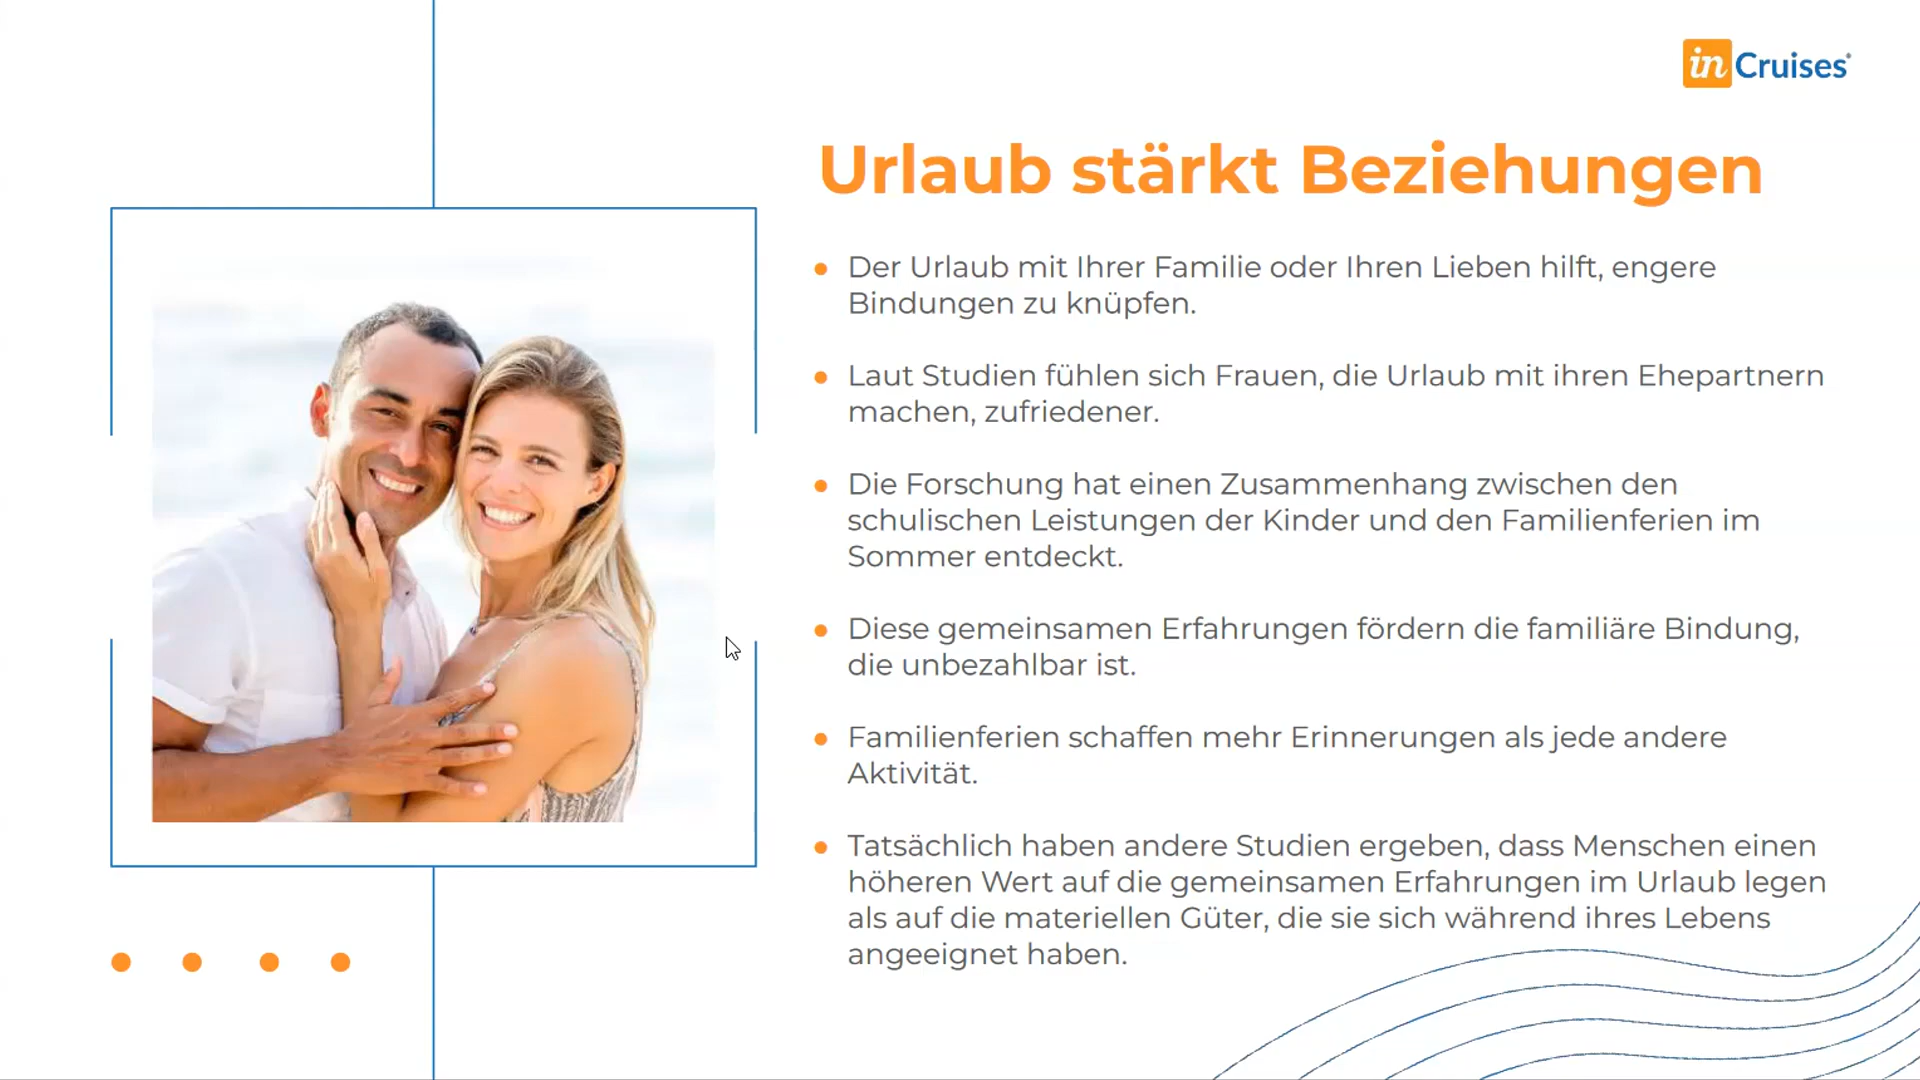 in Cruises®
Urlaub stärkt Beziehungen
• Der Urlaub mit Ihrer Familie oder Ihren Lieben hilft, engere
Bindungen zu knüpfen.
• Laut Studien fühlen sich Frauen, die Urlaub mit ihren Ehepartnern
machen, zufriedener.
• Die Forschung hat einen Zusammenhang zwischen den
schulischen Leistungen der Kinder und den Familienferien im
Sommer entdeckt.
• Diese gemeinsamen Erfahrungen fördern die familiäre Bindung,
die unbezahlbar ist.
• Familienferien schaffen mehr Erinnerungen als jede andere
Aktivität.
• Tatsächlich haben andere Studien ergeben, dass Menschen einen
höheren Wert auf die gemeinsamen Erfahrungen im Urlaub legen
als auf die materiellen Güter, die sie sich während ihres Lebens
angeeignet haben.